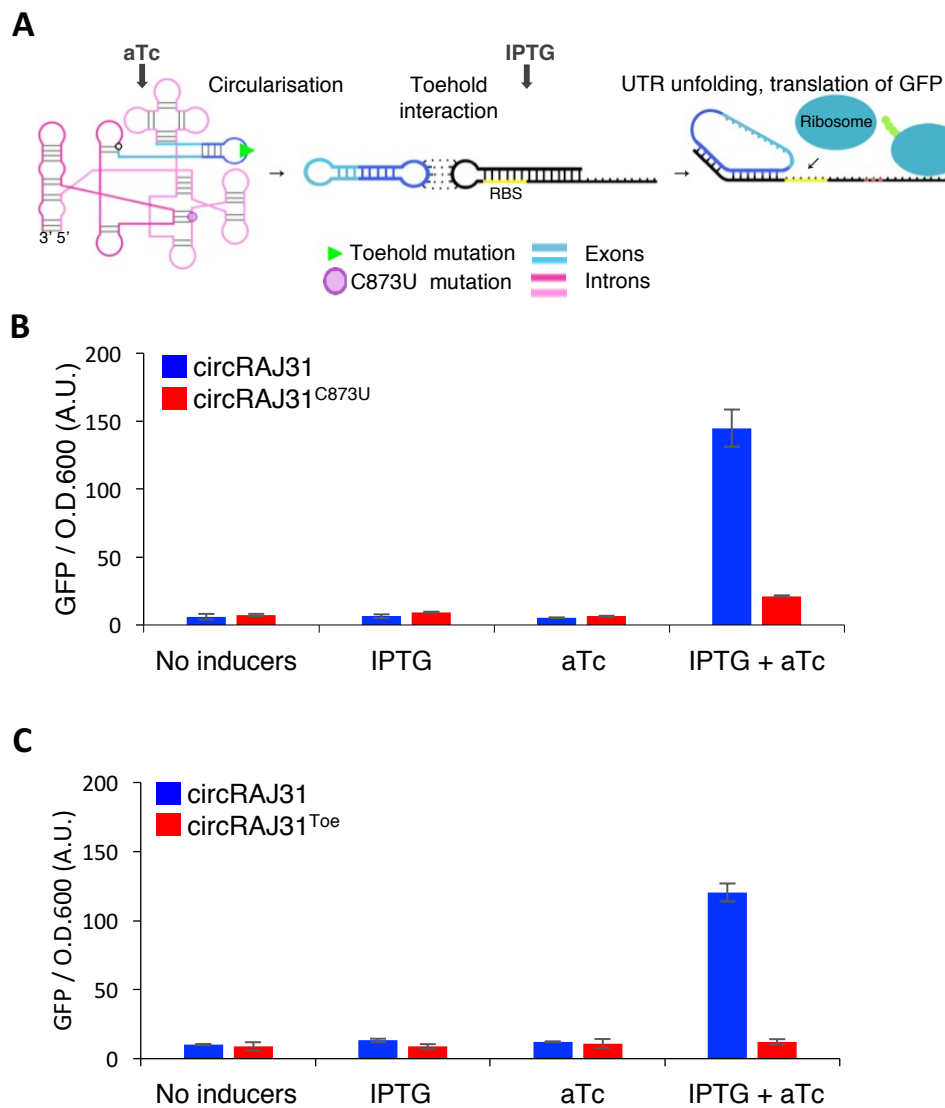 A
aTc
IPTG
Circularisation
Toehold
interaction
UTR unfolding, translation of GFP
Ribosome
RBS
3' 5'
Toehold mutation
Exons
C873U mutation
Introns
B
200
150
100
50
0
GFP / O.D.600 (A.U.)
circRAJ31
circRAJ31C873U
No inducers
IPTG
aTc
IPTG + aTc
C
200
150
100
50
0
GFP / O.D.600 (A.U.)
circRAJ31
circRAJ31Toe
No inducers
IPTG
aTc
IPTG + aTc